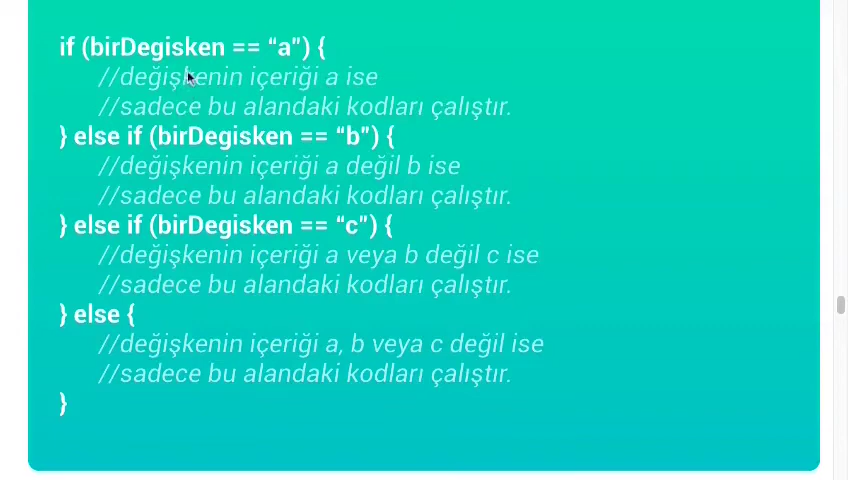 if (birDegisken == “a”) {
//değişkenin içeriği a ise
//sadece bu alandaki kodları çalıştır.
} else if (birDegisken == “b”) {
//değişkenin içeriği a değil b ise
//sadece bu alandaki kodları çalıştır.
} else if (birDegisken == “c”) {
//değişkenin içeriği a veya b değil c ise
//sadece bu alandaki kodları çalıştır.
} else {
//değişkenin içeriği a, b veya c değil ise
//sadece bu alandaki kodları çalıştır.
}